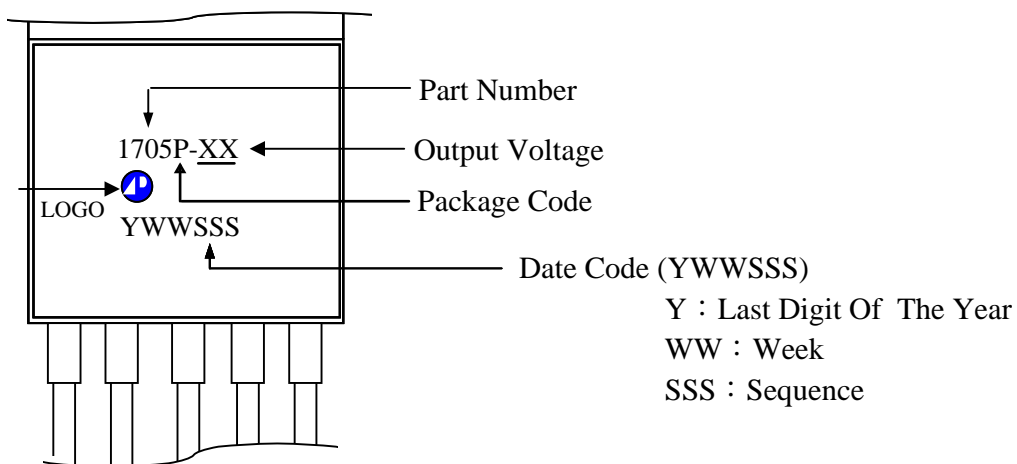 Part Number
1705P-XX
Output Voltage
Package Code
LOGO
YWWSSS
Date Code (YWWSSS)
Y：Last Digit Of The Year
WW：Week
SSS：Sequence